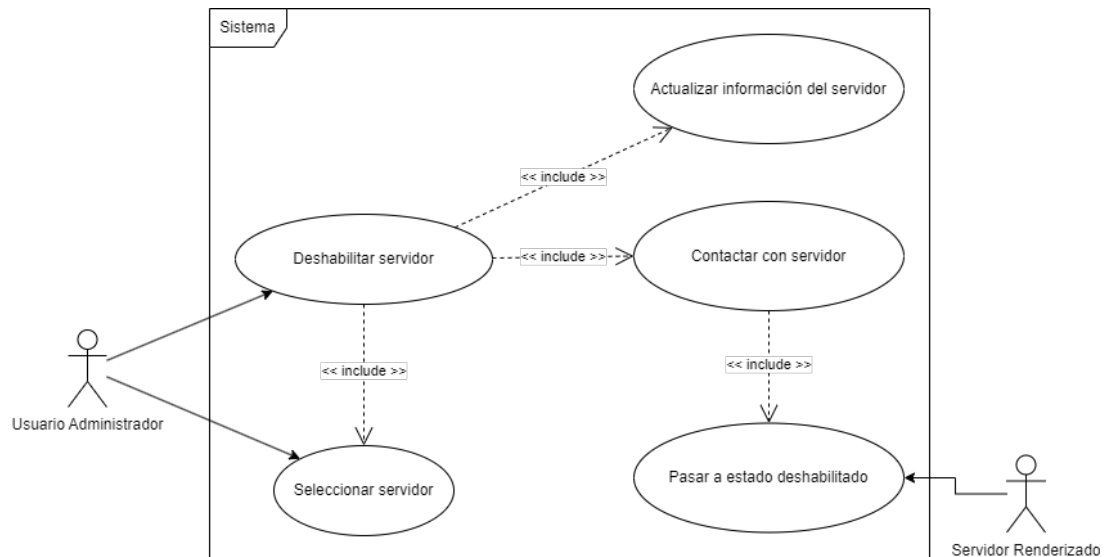 Sistema
Actualizar información del servidor
<< include >>
Deshabilitar servidor
<< include >>
Contactar con servidor
<< include >>
<< include >>
Usuario Administrador
Seleccionar servidor
Pasar a estado deshabilitado
Servidor Renderizado